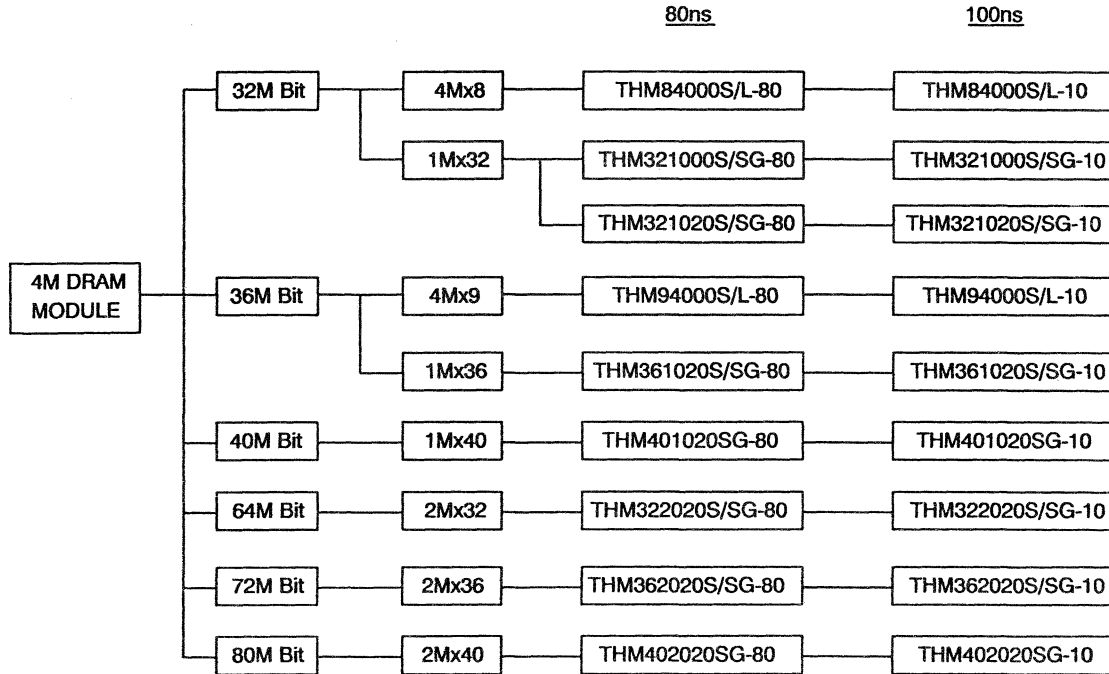 80ns 100ns
32M Bit 4Mx8 THM84000S/L-80 THM84000S/L-10
1Mx32 THM321000S/SG-80 THM321000S/SG-10
THM321020S/SG-80 THM321020S/SG-10
4M DRAM
MODULE
36M Bit 4Mx9 THM94000S/L-80 THM94000S/L-10
1Mx36 THM361020S/SG-80 THM361020S/SG-10
40M Bit 1Mx40 THM401020SG-80 THM401020SG-10
64M Bit 2Mx32 THM322020S/SG-80 THM322020S/SG-10
72M Bit 2Mx36 THM362020S/SG-80 THM362020S/SG-10
80M Bit 2Mx40 THM402020SG-80 THM402020SG-10